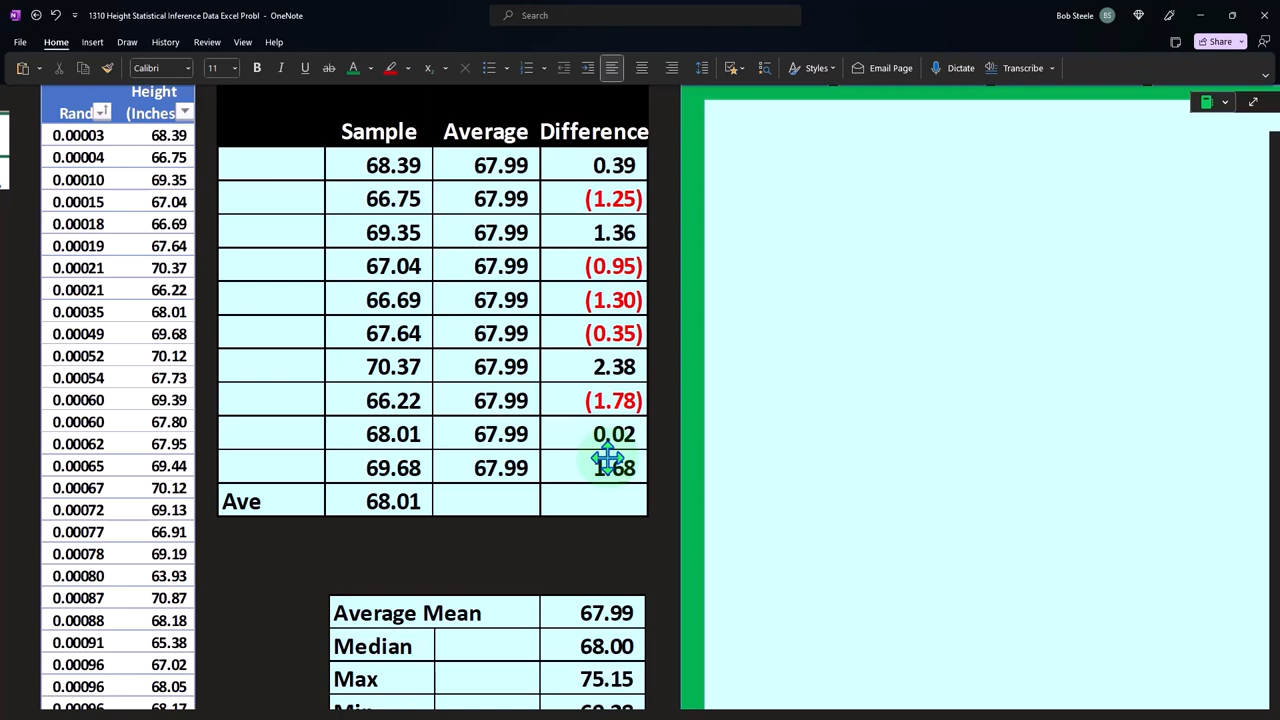 1310 Height Statistical Inference Data Excel Probl - OneNote
Search
Bob Steele
BS
File Home Insert Draw History Review View Help
Share
Calibri 11
Email Page Dictate Styles Transcribe
Height
Rand (Inches
0.00003 68.39
0.00004 66.75
0.00010 69.35
0.00015 67.04
0.00018 66.69
0.00019 67.64
0.00021 70.37
0.00021 66.22
0.00035 68.01
0.00049 69.68
0.00052 70.12
0.00054 67.73
0.00060 69.39
0.00060 67.80
0.00062 67.95
0.00065 69.44
0.00067 70.12
0.00072 69.13
0.00077 66.91
0.00078 69.19
0.00080 63.93
0.00087 70.87
0.00088 68.18
0.00091 65.38
0.00096 67.02
0.00096 68.05
0.00096 68.17
Sample Average Difference
68.39 67.99 0.39
66.75 67.99 (1.25)
69.35 67.99 1.36
67.04 67.99 (0.95)
66.69 67.99 (1.30)
67.64 67.99 (0.35)
70.37 67.99 2.38
66.22 67.99 (1.78)
68.01 67.99 0.02
69.68 67.99 1.68
Ave 68.01
Average Mean 67.99
Median 68.00
Max 75.15